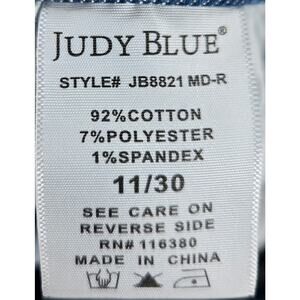 JUDY BLUE®
STYLE# JB8821 MD-R
92%COTTON
7%POLYESTER
1%SPANDEX
11/30
SEE CARE ON
REVERSE SIDE
RN# 116380
MADE IN CHINA